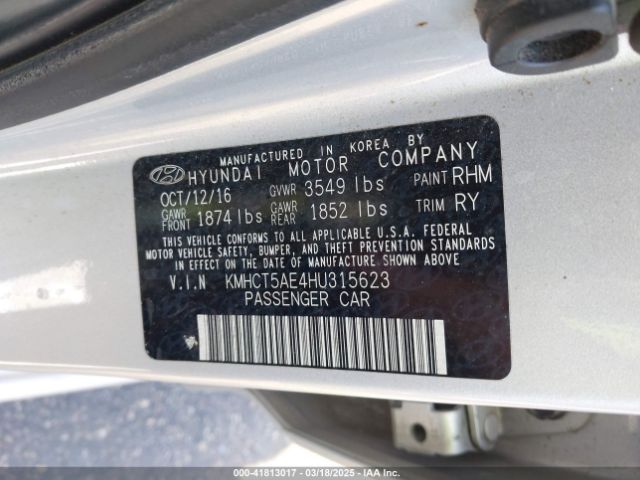 MANUFACTURED IN KOREA BY
HYUNDAI MOTOR COMPANY
OCT/12/16 GVWR 3549 lbs PAINT RHM
GAWR FRONT 1874 lbs GAWR REAR 1852 lbs TRIM RY
THIS VEHICLE CONFORMS TO ALL APPLICABLE U.S.A. FEDERAL
MOTOR VEHICLE SAFETY, BUMPER, AND THEFT PREVENTION STANDARDS
IN EFFECT ON THE DATE OF MANUFACTURE SHOWN ABOVE.
V.I.N KMHCT5AE4HU315623
PASSENGER CAR
000-41813017 — 03/18/2025 — IAA Inc.